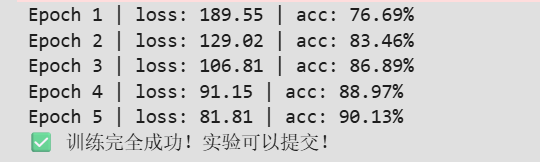 Epoch 1 | loss: 189.55 | acc: 76.69%
Epoch 2 | loss: 129.02 | acc: 83.46%
Epoch 3 | loss: 106.81 | acc: 86.89%
Epoch 4 | loss: 91.15 | acc: 88.97%
Epoch 5 | loss: 81.81 | acc: 90.13%
✅ 训练完全成功！实验可以提交！